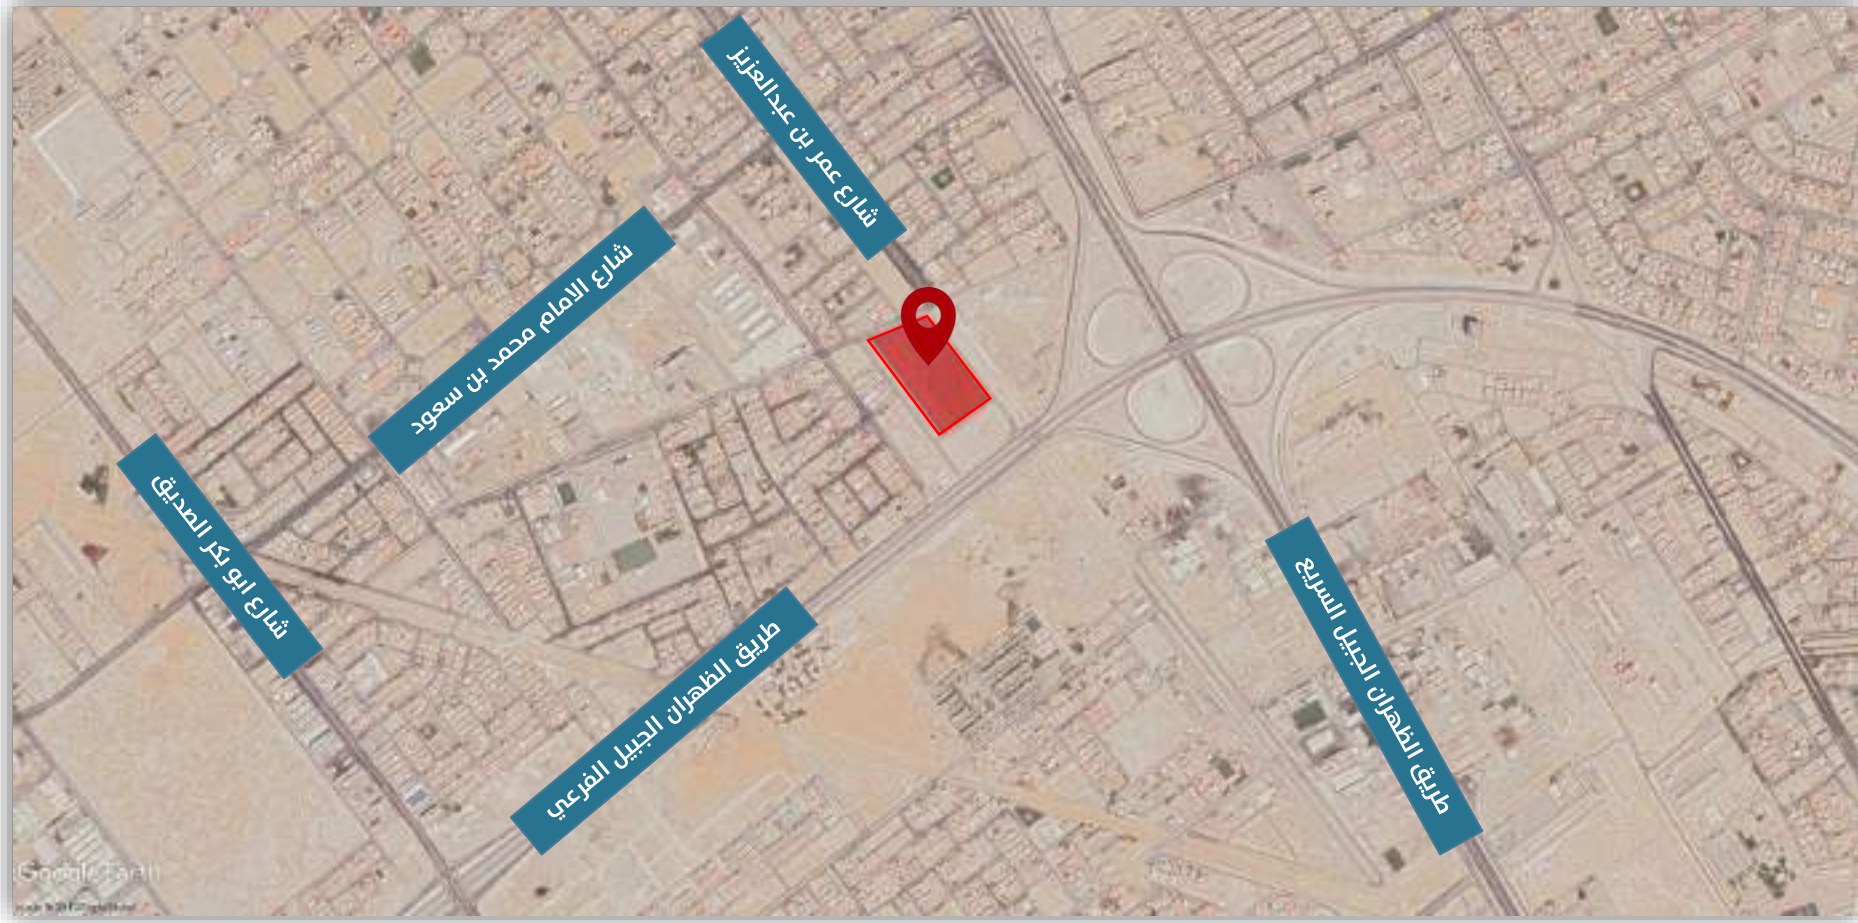 شارع عمر بن عبدالعزيز
شارع الامام محمد بن سعود
شارع ابو بكر الصديق
طريق الظهران الجبيل السريع
طريق الظهران الجبيل الفرعي
Google Earth